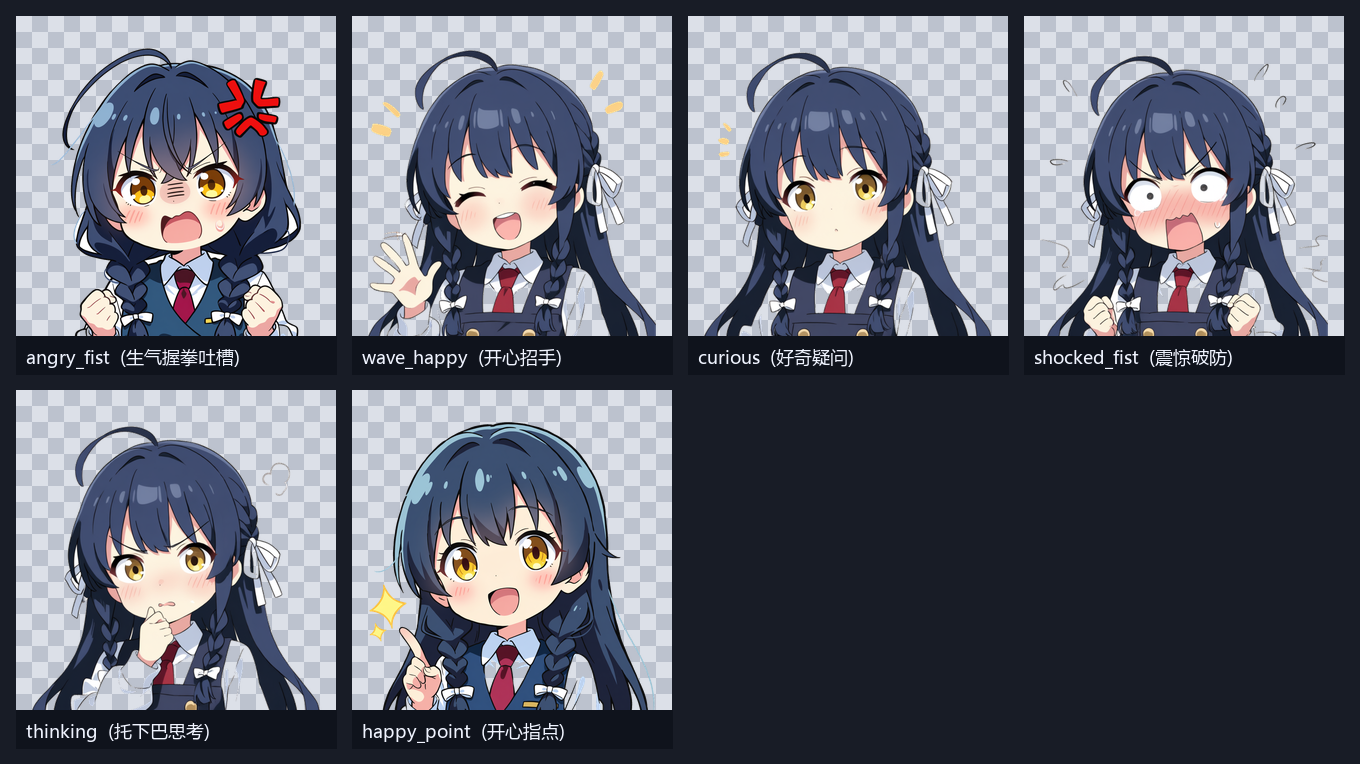 angry_fist (生气握拳吐槽)
wave_happy (开心招手)
curious (好奇疑问)
shocked_fist (震惊破防)
thinking (托下巴思考)
happy_point (开心指点)